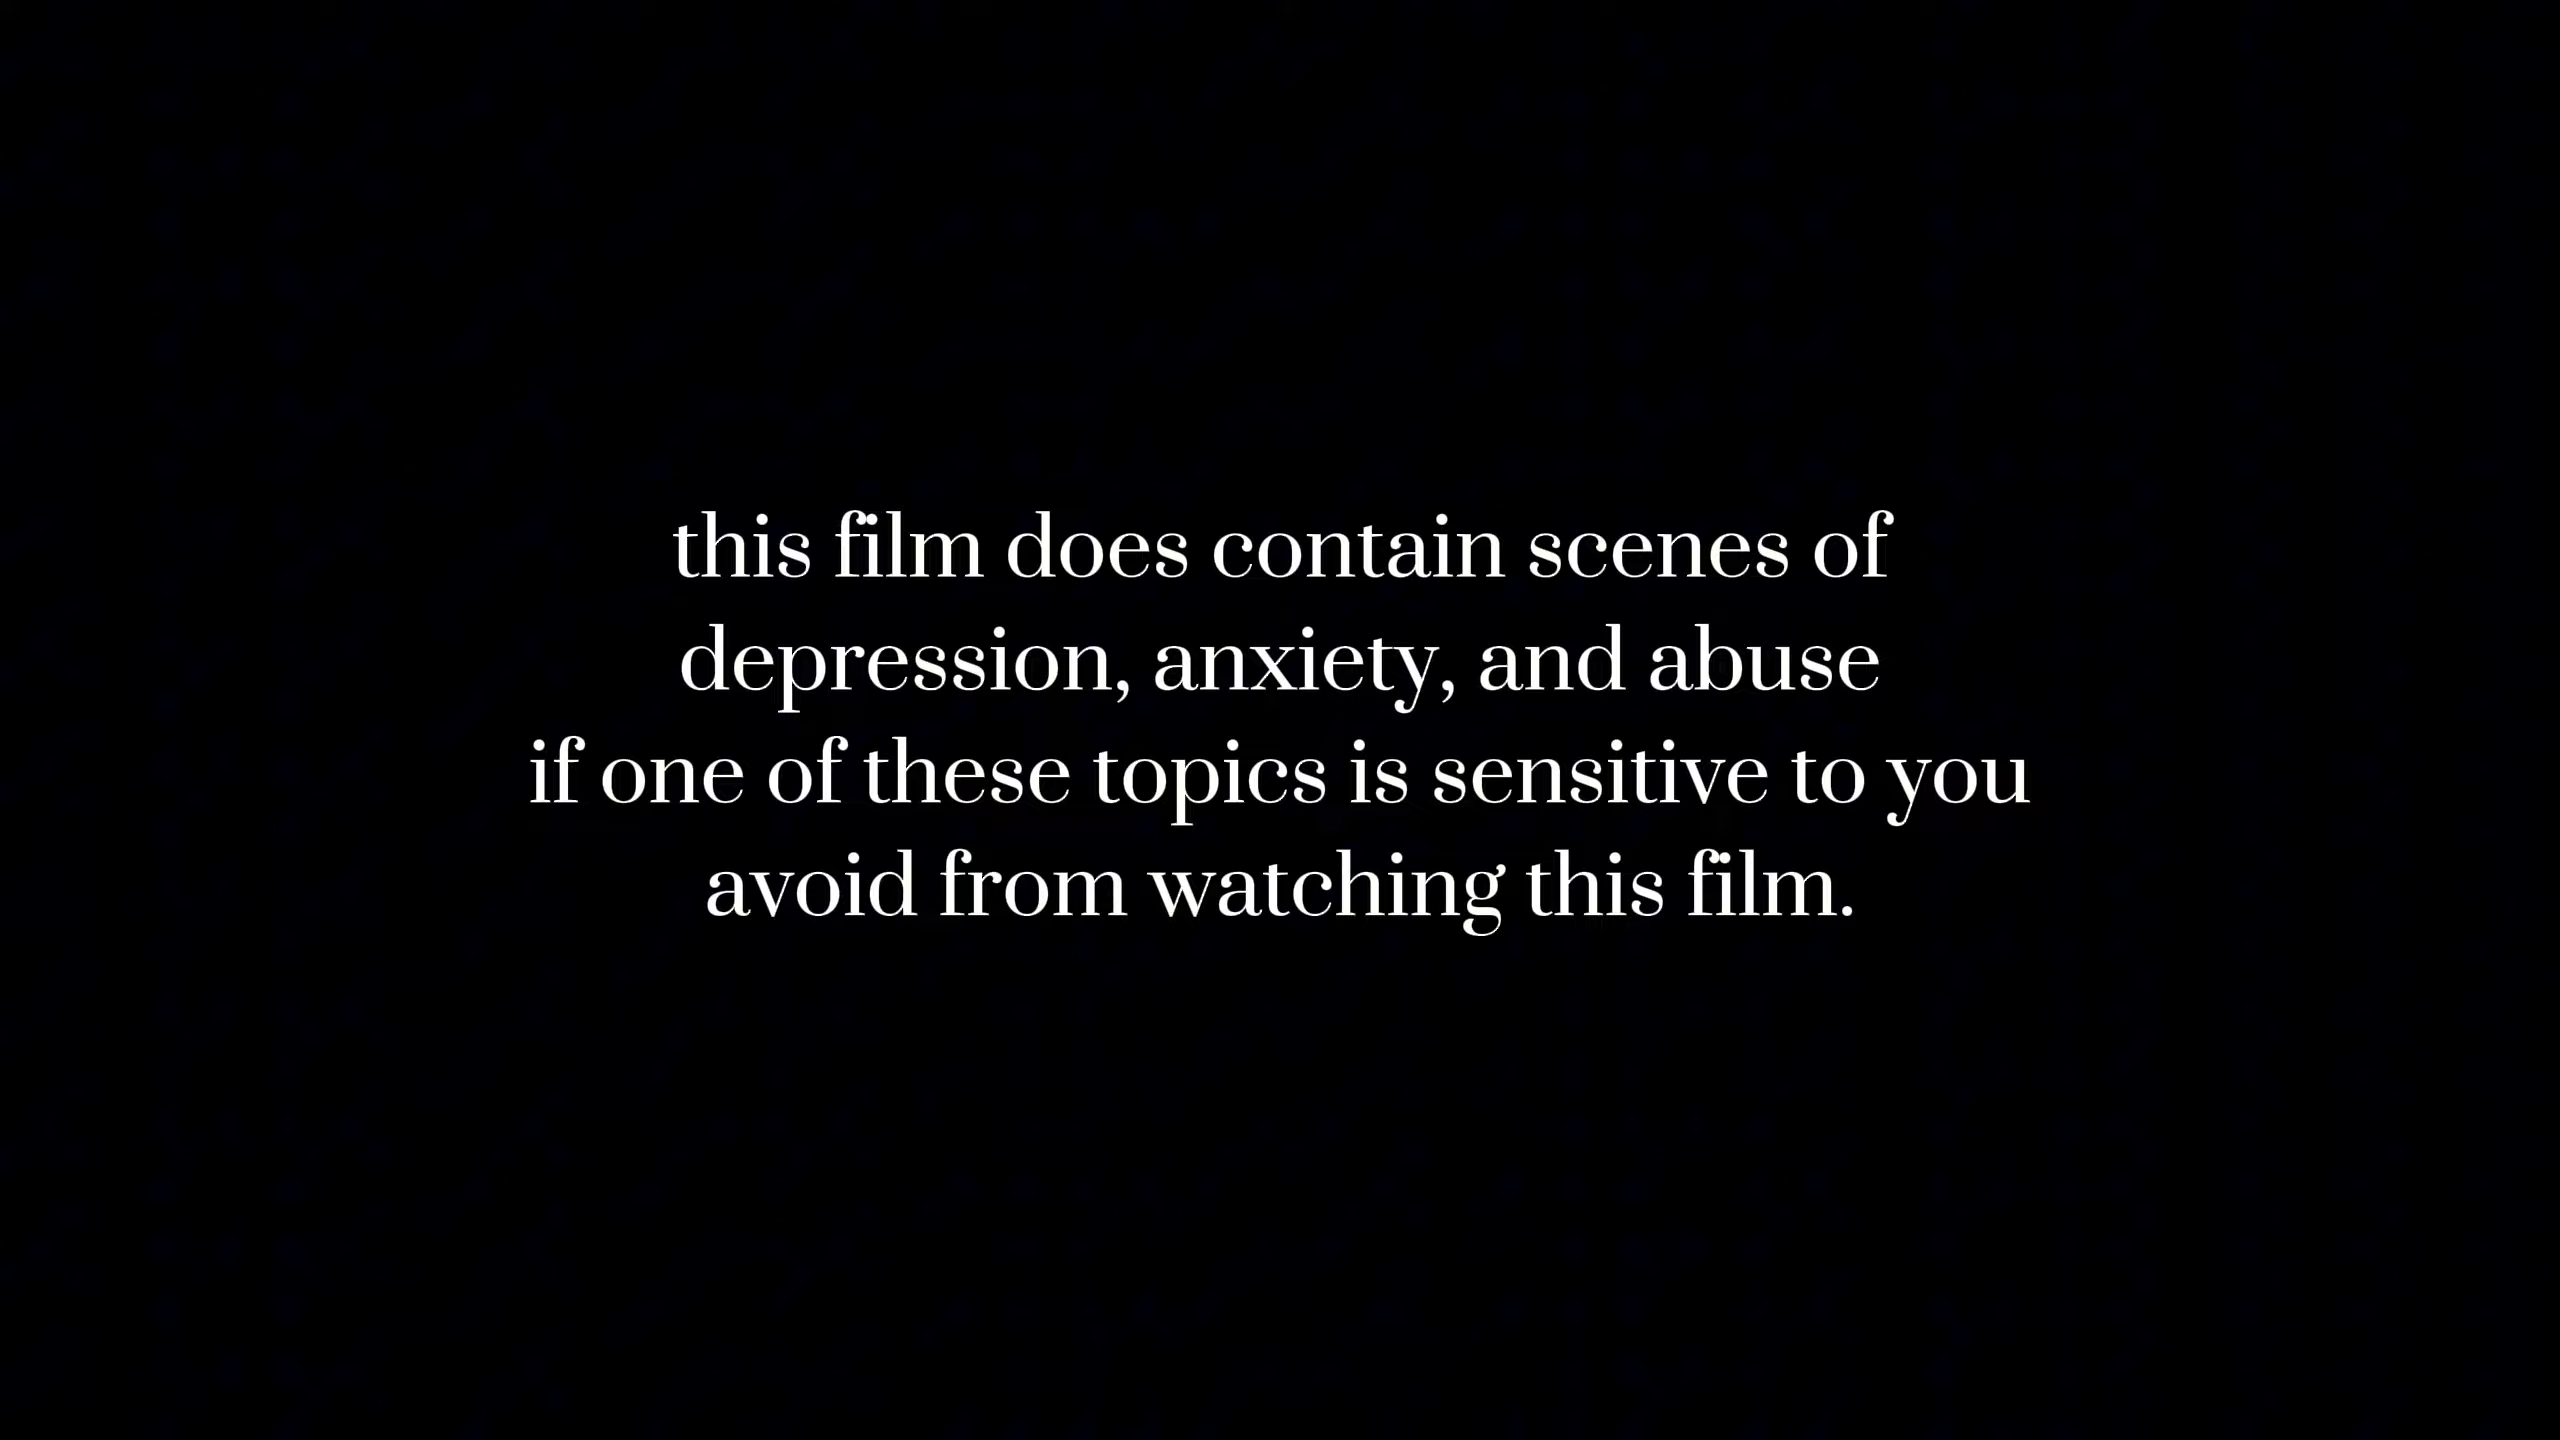 this film does contain scenes of
depression, anxiety, and abuse
if one of these topics is sensitive to you
avoid from watching this film.